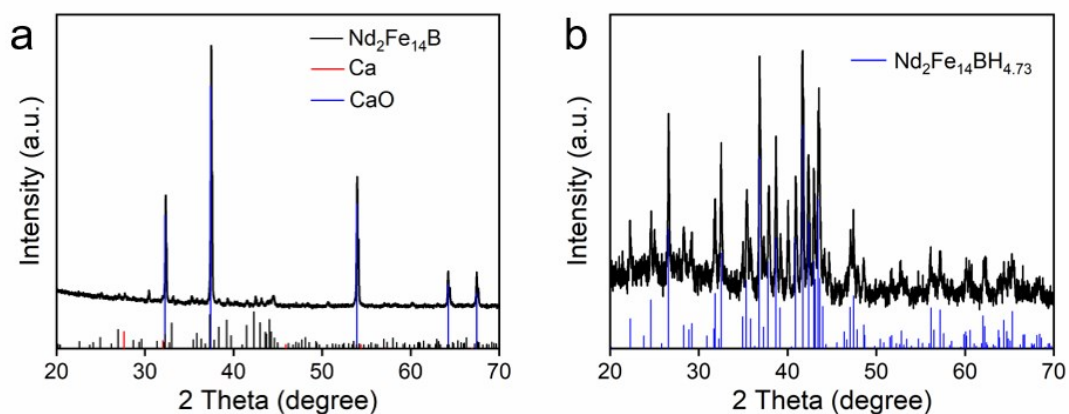 a
Intensity (a.u.)
Nd₂Fe₁₄B
Ca
CaO
20 30 40 50 60 70
2 Theta (degree)
b
Intensity (a.u.)
Nd₂Fe₁₄BH₄.₇₃
20 30 40 50 60 70
2 Theta (degree)